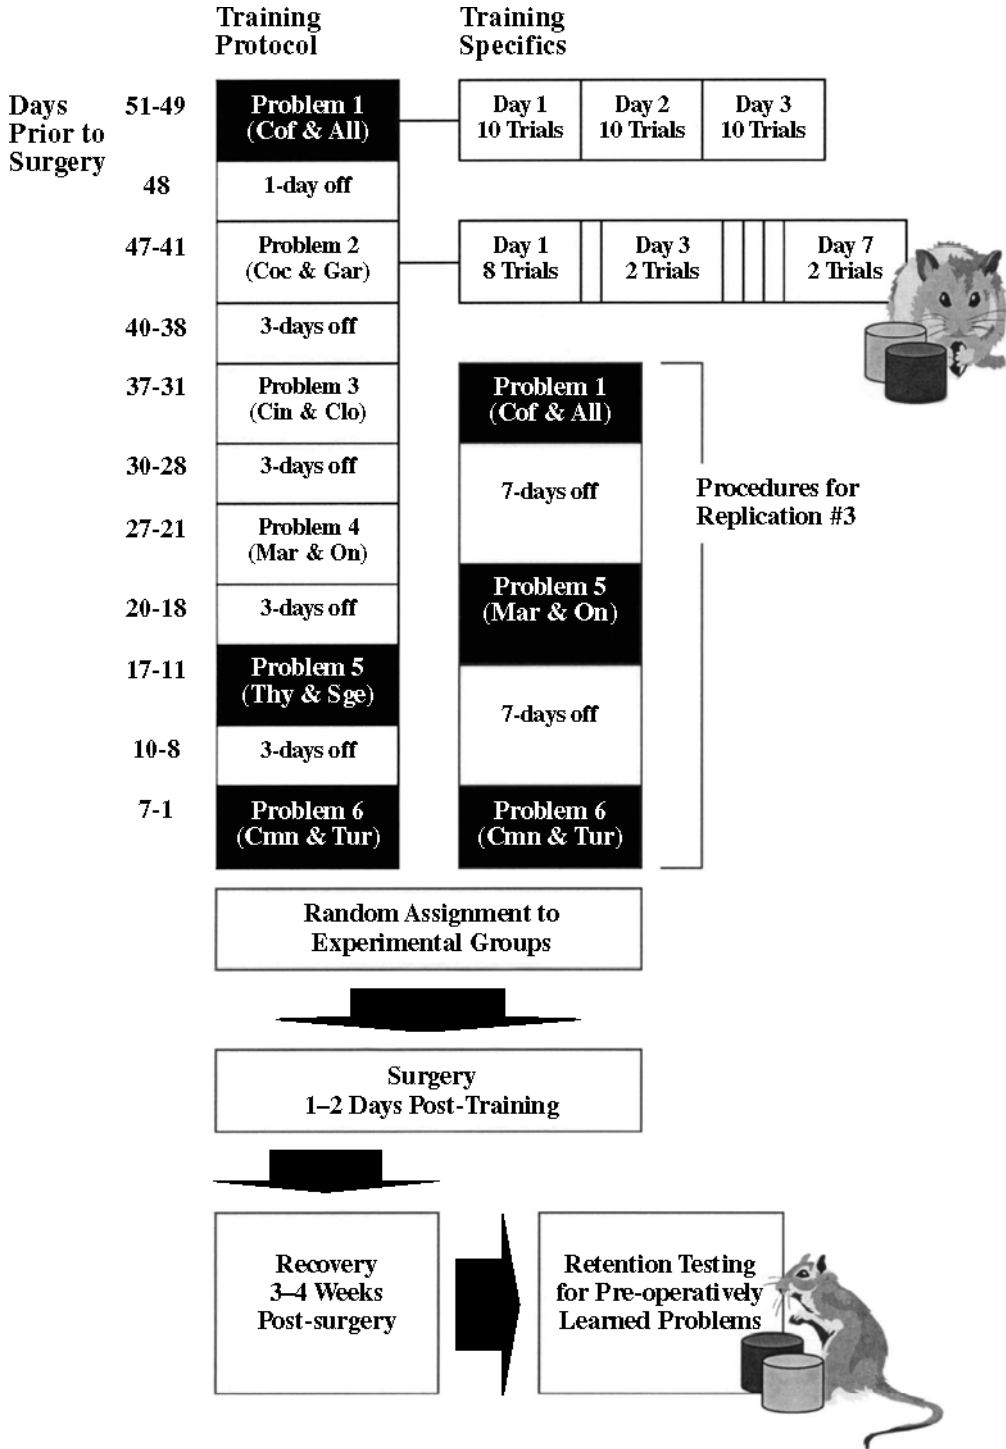 Training
Protocol
Training
Specifics
Days
Prior to
Surgery
51-49
Problem 1
(Cof & All)
Day 1
10 Trials
Day 2
10 Trials
Day 3
10 Trials
48
1-day off
47-41
Problem 2
(Coc & Gar)
Day 1
8 Trials
Day 3
2 Trials
Day 7
2 Trials
40-38
3-days off
37-31
Problem 3
(Cin & Clo)
Problem 1
(Cof & All)
30-28
3-days off
7-days off
Procedures for
Replication #3
27-21
Problem 4
(Mar & On)
Problem 5
(Mar & On)
20-18
3-days off
17-11
Problem 5
(Thy & Sge)
7-days off
10-8
3-days off
7-1
Problem 6
(Cmn & Tur)
Problem 6
(Cmn & Tur)
Random Assignment to
Experimental Groups
Surgery
1–2 Days Post-Training
Recovery
3–4 Weeks
Post-surgery
Retention Testing
for Pre-operatively
Learned Problems